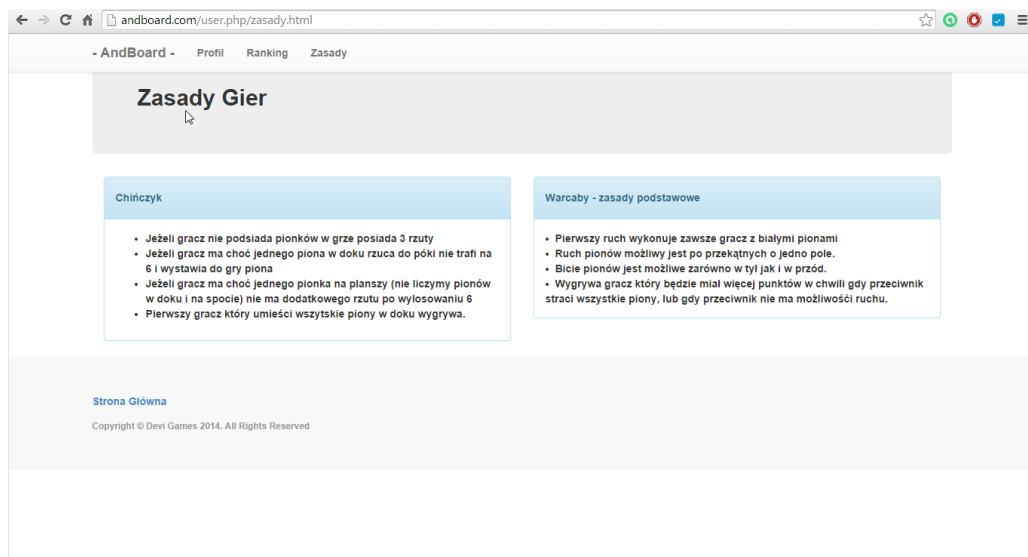 andboard.com/user.php/zasady.html
- AndBoard - Profil Ranking Zasady
Zasady Gier
Chińczyk
• Jeżeli gracz nie podsiada pionków w grze posiada 3 rzuty
• Jeżeli gracz ma choć jednego piona w doku rzuca do póki nie trafi na
6 i wystawia do gry piona
• Jeżeli gracz ma choć jednego pionka na planszy (nie liczymy pionów
w doku i na spocie) nie ma dodatkowego rzutu po wylosowaniu 6
• Pierwszy gracz który umieści wszytskie piony w doku wygrywa.
Warcaby - zasady podstawowe
• Pierwszy ruch wykonuje zawsze gracz z białymi pionami
• Ruch pionów możliwy jest po przekątnych o jedno pole.
• Bicie pionów jest możliwe zarówno w tył jak i w przód.
• Wygrywa gracz który będzie miał więcej punktów w chwili gdy przeciwnik
straci wszystkie piony, lub gdy przeciwnik nie ma możliwośći ruchu.
Strona Główna
Copyright © Devi Games 2014. All Rights Reserved